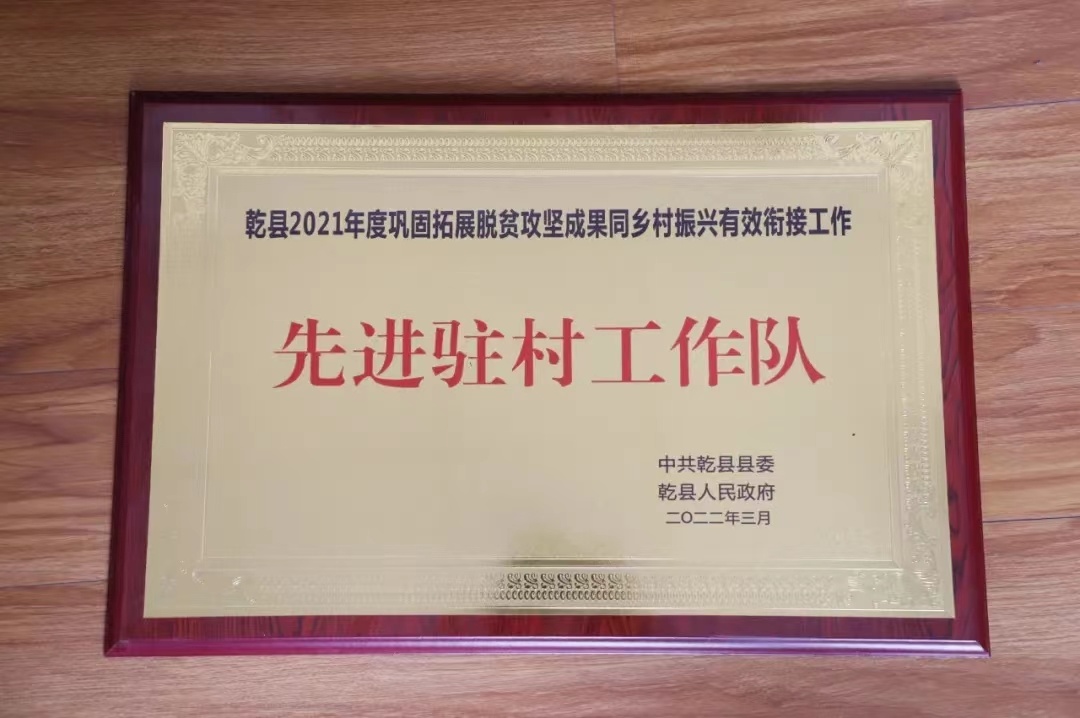 乾县2021年度巩固拓展脱贫攻坚成果同乡村振兴有效衔接工作
先进驻村工作队
中共乾县县委
乾县人民政府
二〇二二年三月